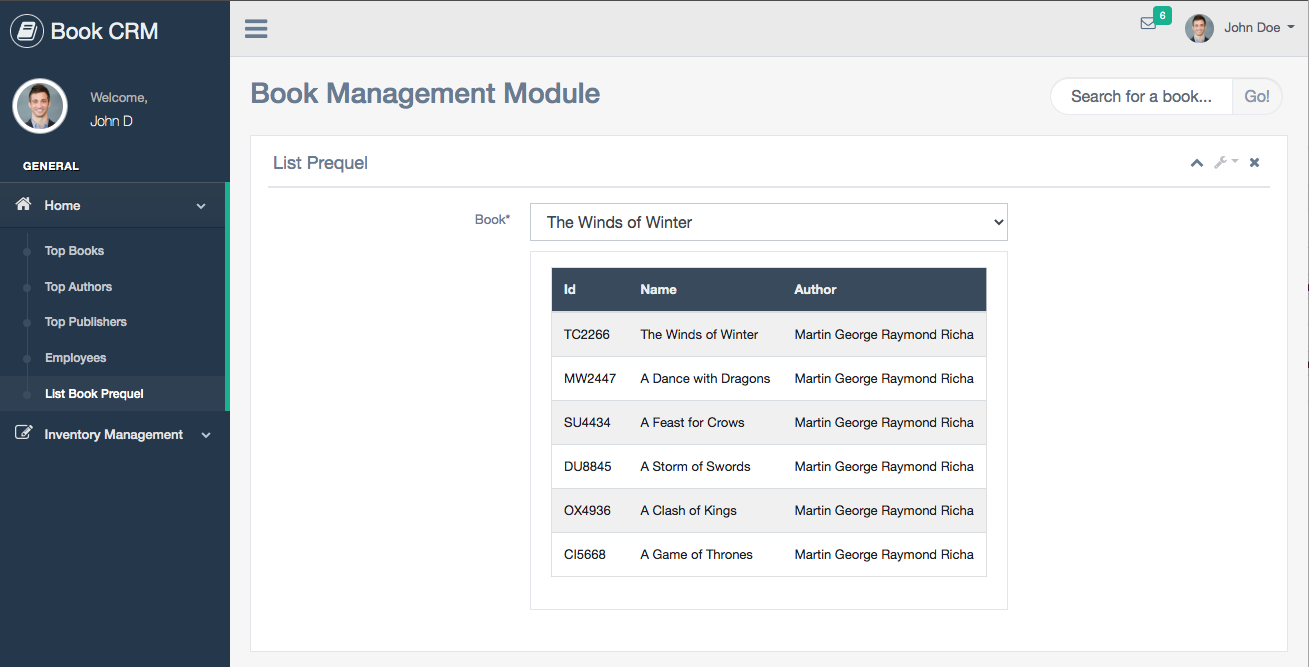 Book CRM
6
John Doe
Welcome,
John D
GENERAL
Home
Top Books
Top Authors
Top Publishers
Employees
List Book Prequel
Inventory Management
Book Management Module
Search for a book... Go!
List Prequel
Book* The Winds of Winter
Id Name Author
TC2266 The Winds of Winter Martin George Raymond Richa
MW2447 A Dance with Dragons Martin George Raymond Richa
SU4434 A Feast for Crows Martin George Raymond Richa
DU8845 A Storm of Swords Martin George Raymond Richa
OX4936 A Clash of Kings Martin George Raymond Richa
CI5668 A Game of Thrones Martin George Raymond Richa